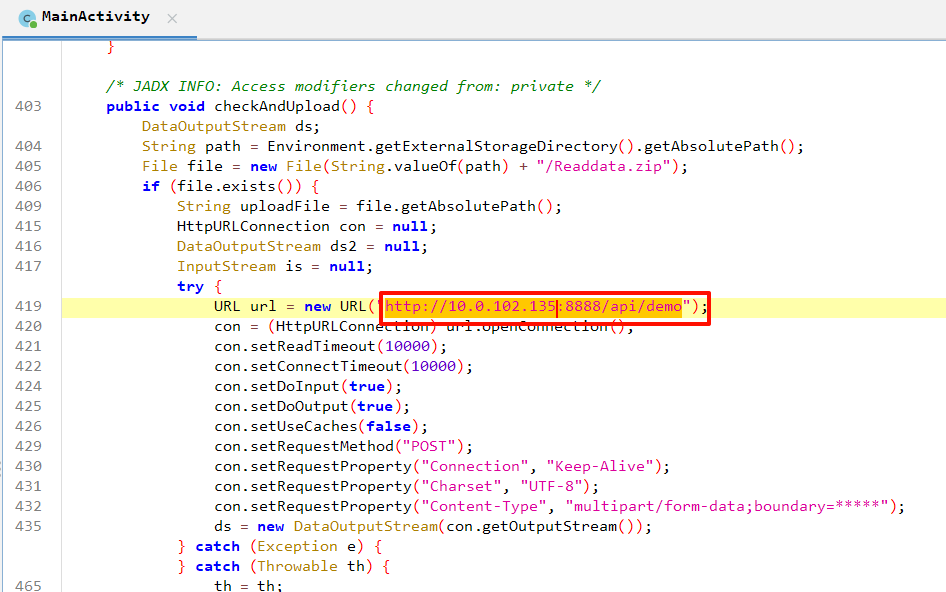 MainActivity
}
/* JADX INFO: Access modifiers changed from: private */
403 public void checkAndUpload() {
DataOutputStream ds;
404 String path = Environment.getExternalStorageDirectory().getAbsolutePath();
405 File file = new File(String.valueOf(path) + "/Readdata.zip");
406 if (file.exists()) {
409 String uploadFile = file.getAbsolutePath();
415 HttpURLConnection con = null;
416 DataOutputStream ds2 = null;
417 InputStream is = null;
try {
419 URL url = new URL("http://10.0.102.135:8888/api/demo");
420 con = (HttpURLConnection) url.openConnection();
421 con.setReadTimeout(10000);
422 con.setConnectTimeout(10000);
424 con.setDoInput(true);
425 con.setDoOutput(true);
426 con.setUseCaches(false);
429 con.setRequestMethod("POST");
430 con.setRequestProperty("Connection", "Keep-Alive");
431 con.setRequestProperty("Charset", "UTF-8");
432 con.setRequestProperty("Content-Type", "multipart/form-data;boundary=*****");
435 ds = new DataOutputStream(con.getOutputStream());
} catch (Exception e) {
} catch (Throwable th) {
465 th = th;